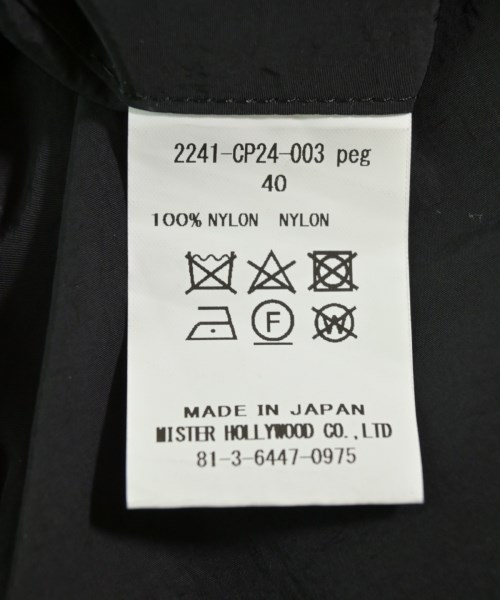 2241-CP24-003 peg
40
100% NYLON NYLON
F
W
MADE IN JAPAN
MISTER HOLLYWOOD CO.,LTD
81-3-6447-0975